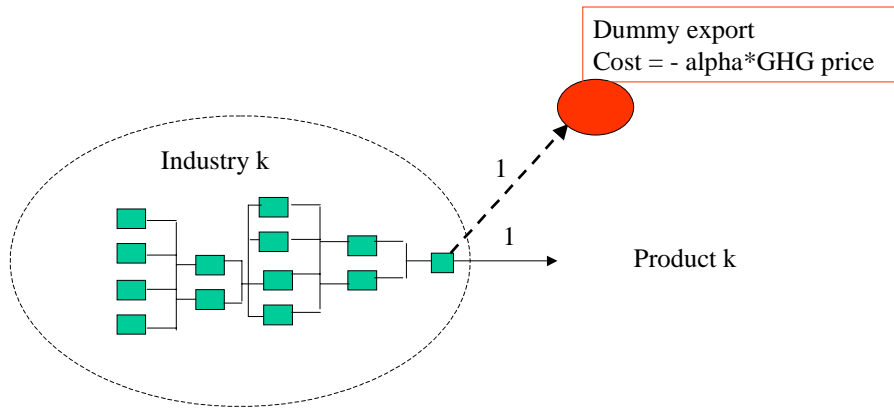 Dummy export
Cost = - alpha*GHG price
Industry k
1
1
Product k